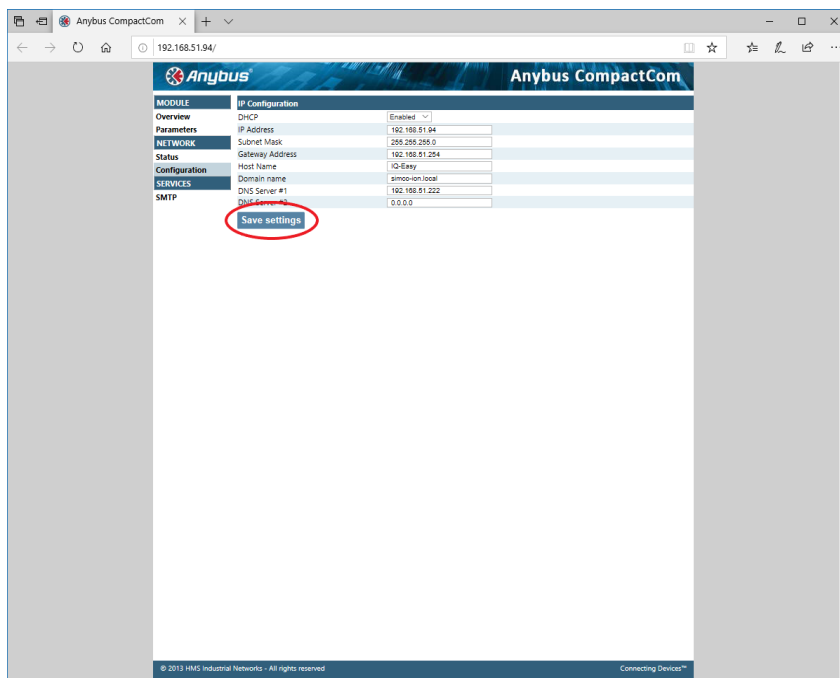 Anybus CompactCom
192.168.51.94/
Anybus®
Anybus CompactCom
MODULE
Overview
Parameters
NETWORK
Status
Configuration
SERVICES
SMTP
IP Configuration
DHCP Enabled
IP Address 192.168.51.94
Subnet Mask 255.255.255.0
Gateway Address 192.168.51.254
Host Name IQ-Easy
Domain name simco-ion.local
DNS Server #1 192.168.51.222
DNS Server #2 0.0.0.0
Save settings
© 2013 HMS Industrial Networks - All rights reserved
Connecting Devices™